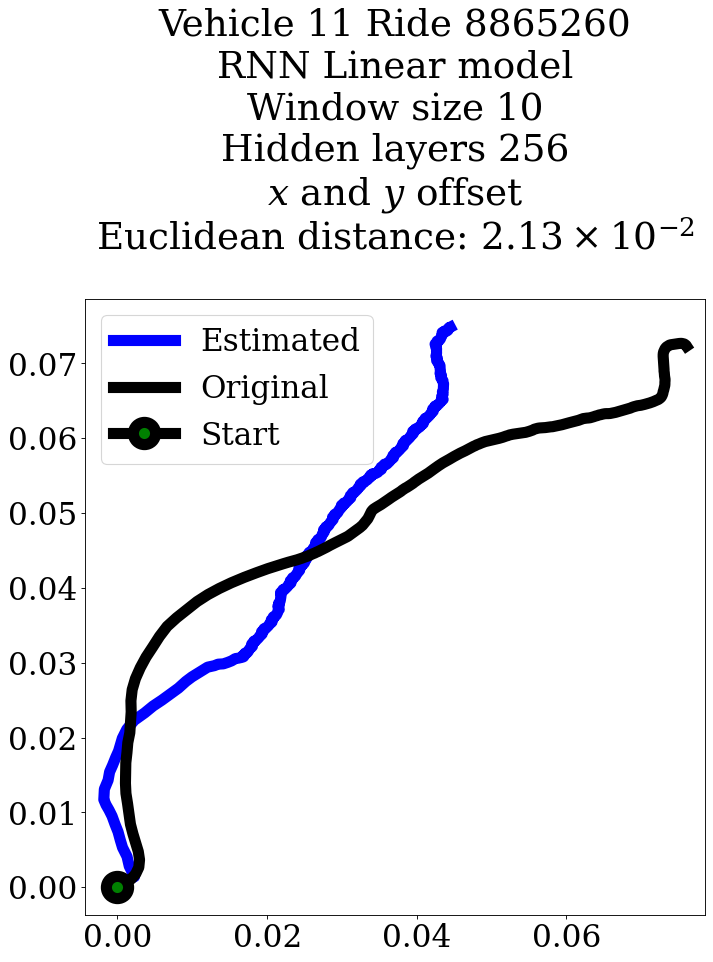 Vehicle 11 Ride 8865260
RNN Linear model
Window size 10
Hidden layers 256
x and y offset
Euclidean distance: 2.13 × 10⁻²
Estimated
Original
Start
0.07
0.06
0.05
0.04
0.03
0.02
0.01
0.00
0.00 0.02 0.04 0.06